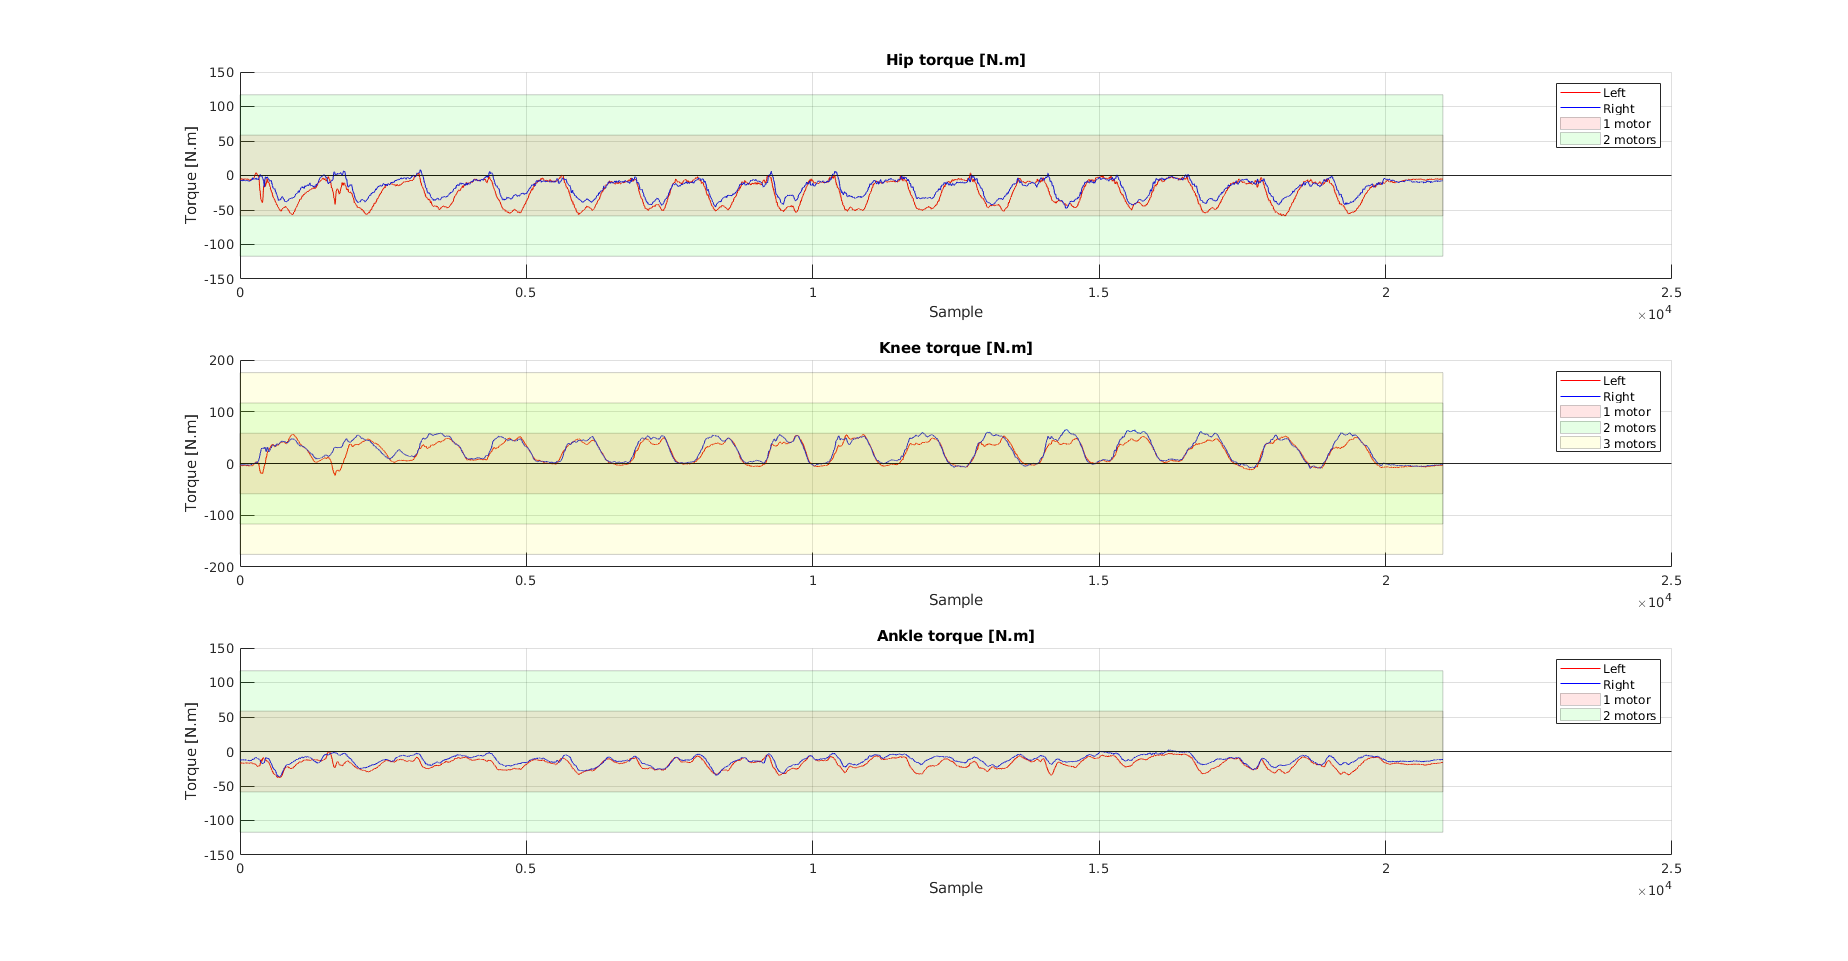 Hip torque [N.m]
150
100
50
0
-50
-100
-150
Torque [N.m]
0
0.5
1
1.5
2
2.5
×10^4
Sample
Left
Right
1 motor
2 motors
Knee torque [N.m]
200
100
0
-100
-200
Torque [N.m]
0
0.5
1
1.5
2
2.5
×10^4
Sample
Left
Right
1 motor
2 motors
3 motors
Ankle torque [N.m]
150
100
50
0
-50
-100
-150
Torque [N.m]
0
0.5
1
1.5
2
2.5
×10^4
Sample
Left
Right
1 motor
2 motors